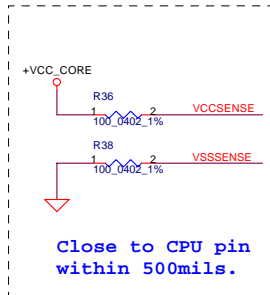 +VCC_CORE
R36
1 2 VCCSENSE
100_0402_1%
R38
1 2 VSSSENSE
100_0402_1%
Close to CPU pin
within 500mils.